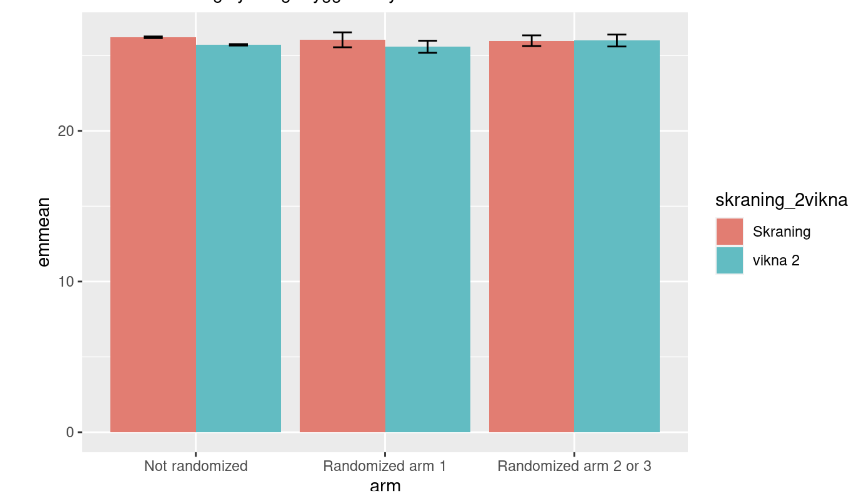 20
10
0
emmean
Not randomized
Randomized arm 1
Randomized arm 2 or 3
arm
skraning_2vikna
Skraning
vikna 2